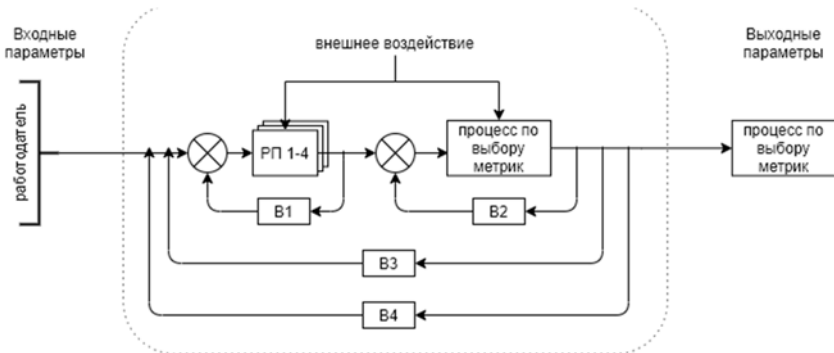 Входные
параметры
внешнее воздействие
Выходные
параметры
работодатель
РП 1-4
процесс по
выбору
метрик
процесс по
выбору
метрик
В1
В2
В3
В4